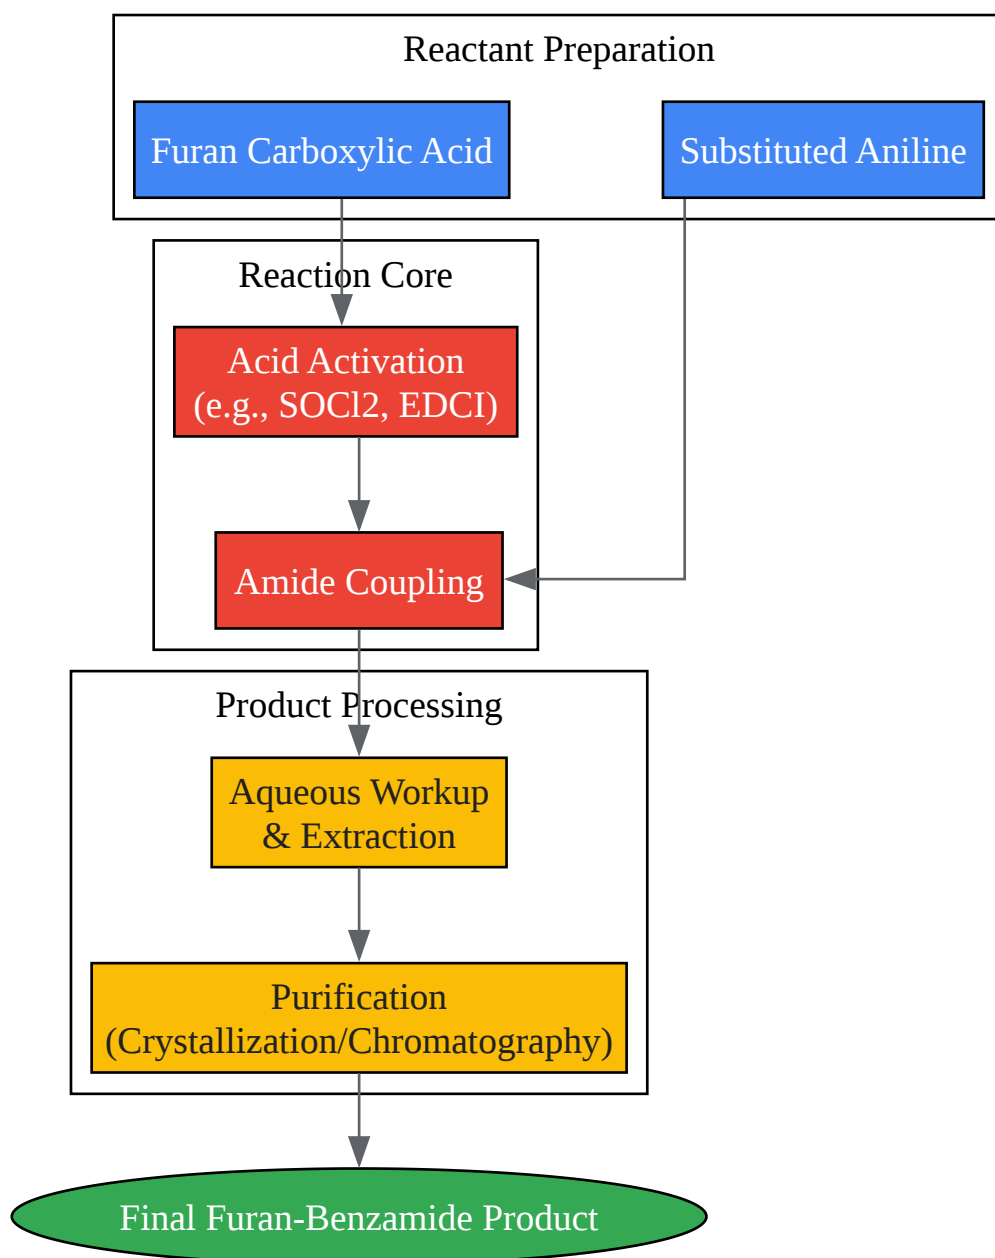 Reactant Preparation
Furan Carboxylic Acid
Substituted Aniline
Reaction Core
Acid Activation
(e.g., SOCl2, EDCI)
Amide Coupling
Product Processing
Aqueous Workup
& Extraction
Purification
(Crystallization/Chromatography)
Final Furan-Benzamide Product